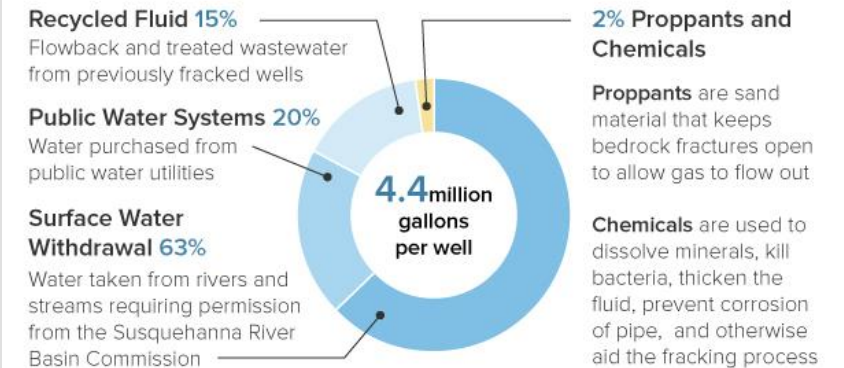 Recycled Fluid 15%
Flowback and treated wastewater
from previously fracked wells
Public Water Systems 20%
Water purchased from
public water utilities
Surface Water
Withdrawal 63%
Water taken from rivers and
streams requiring permission
from the Susquehanna River
Basin Commission
4.4 million
gallons
per well
2% Proppants and
Chemicals
Proppants are sand
material that keeps
bedrock fractures open
to allow gas to flow out
Chemicals are used to
dissolve minerals, kill
bacteria, thicken the
fluid, prevent corrosion
of pipe, and otherwise
aid the fracking process